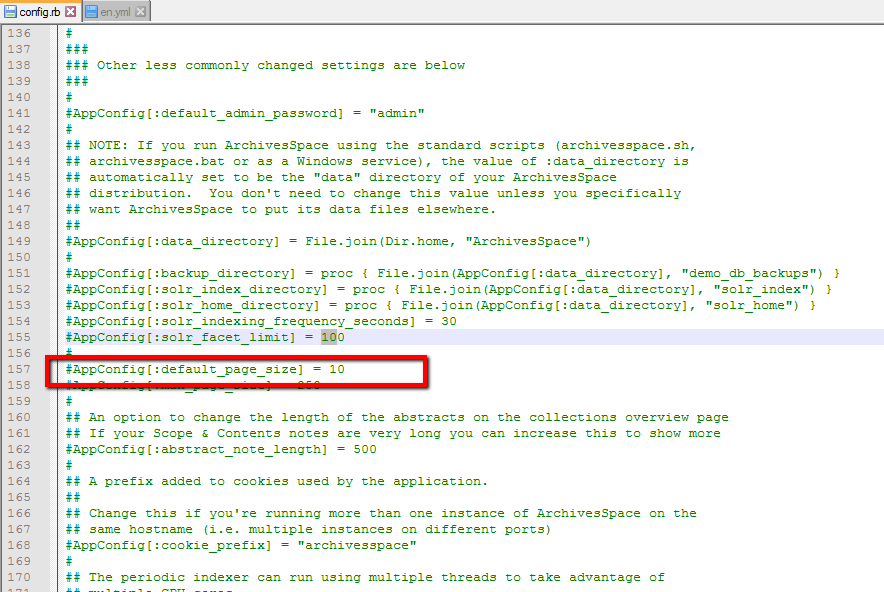 config.rb en.yml
136 #
137 ###
138 ### Other less commonly changed settings are below
139 ###
140 #
141 #AppConfig[:default_admin_password] = "admin"
142 #
143 ## NOTE: If you run ArchivesSpace using the standard scripts (archivesspace.sh,
144 ## archivesspace.bat or as a Windows service), the value of :data_directory is
145 ## automatically set to be the "data" directory of your ArchivesSpace
146 ## distribution.  You don't need to change this value unless you specifically
147 ## want ArchivesSpace to put its data files elsewhere.
148 ##
149 #AppConfig[:data_directory] = File.join(Dir.home, "ArchivesSpace")
150 #
151 #AppConfig[:backup_directory] = proc { File.join(AppConfig[:data_directory], "demo_db_backups") }
152 #AppConfig[:solr_index_directory] = proc { File.join(AppConfig[:data_directory], "solr_index") }
153 #AppConfig[:solr_home_directory] = proc { File.join(AppConfig[:data_directory], "solr_home") }
154 #AppConfig[:solr_indexing_frequency_seconds] = 30
155 #AppConfig[:solr_facet_limit] = 100
156 #
157 #AppConfig[:default_page_size] = 10
158 #AppConfig[:max_page_size] = 250
159 #
160 ## An option to change the length of the abstracts on the collections overview page
161 ## If your Scope & Contents notes are very long you can increase this to show more
162 #AppConfig[:abstract_note_length] = 500
163 #
164 ## A prefix added to cookies used by the application.
165 ##
166 ## Change this if you're running more than one instance of ArchivesSpace on the
167 ## same hostname (i.e. multiple instances on different ports)
168 #AppConfig[:cookie_prefix] = "archivesspace"
169 #
170 ## The periodic indexer can run using multiple threads to take advantage of
171 ## multiple CPU cores